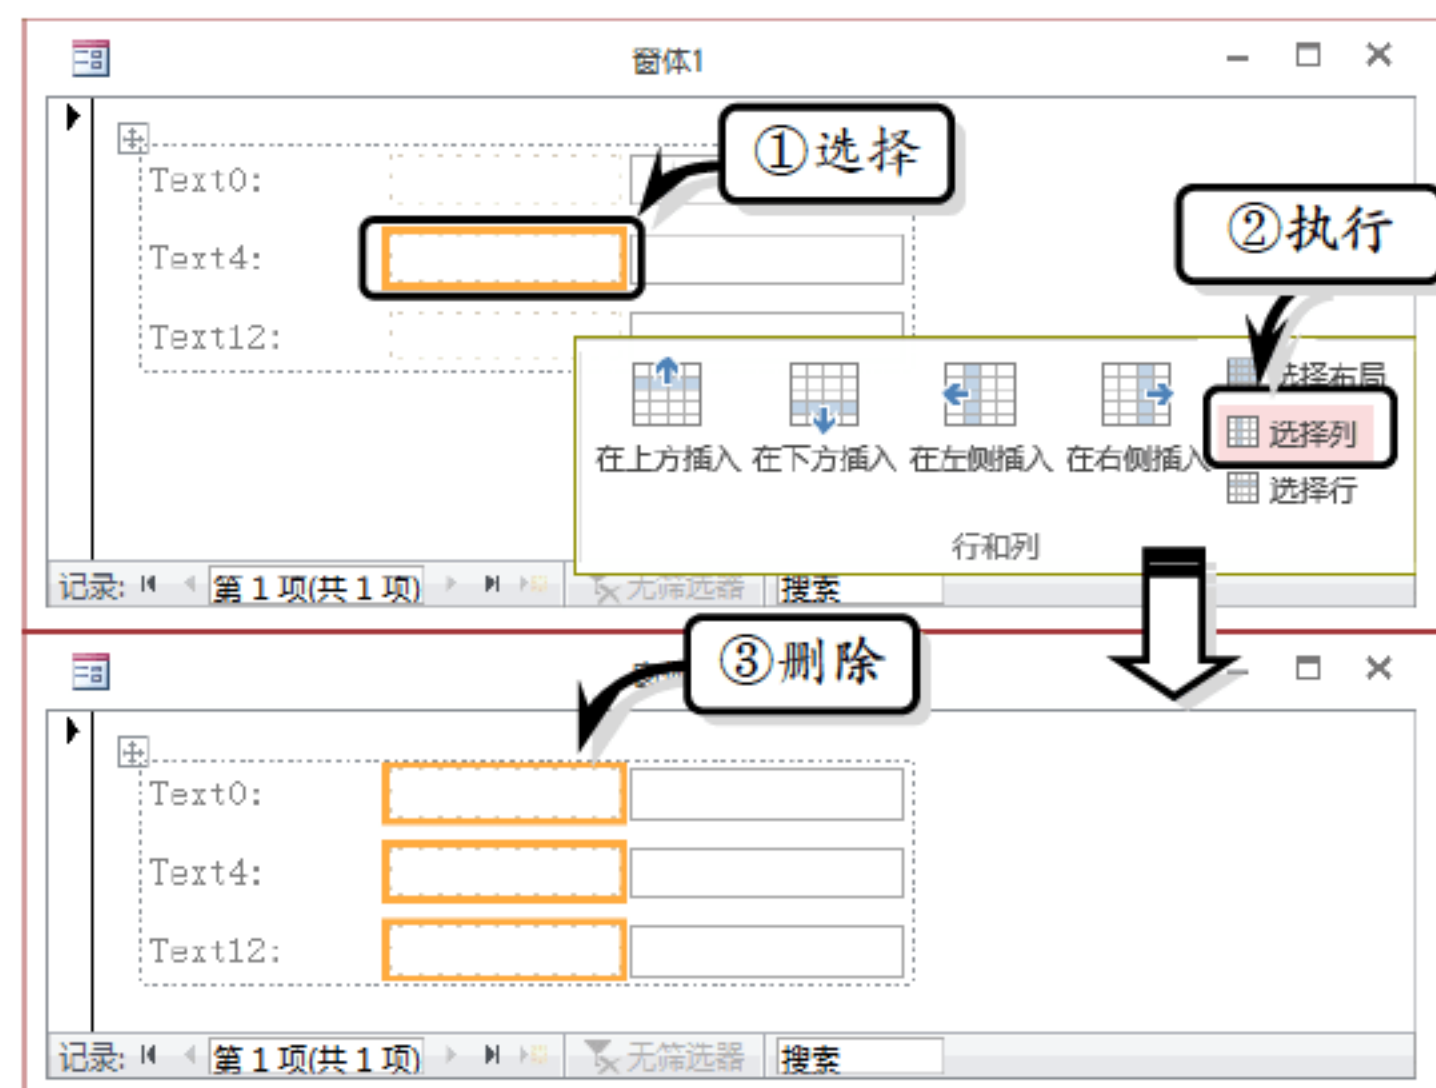 窗体1
①选择
Text0:
②执行
Text4:
Text12:
选择布局
在上方插入 在下方插入 在左侧插入 在右侧插入
选择列
选择行
行和列
记录: 第 1 项(共 1 项) 无筛选器 搜索
③删除
Text0:
Text4:
Text12:
记录: 第 1 项(共 1 项) 无筛选器 搜索